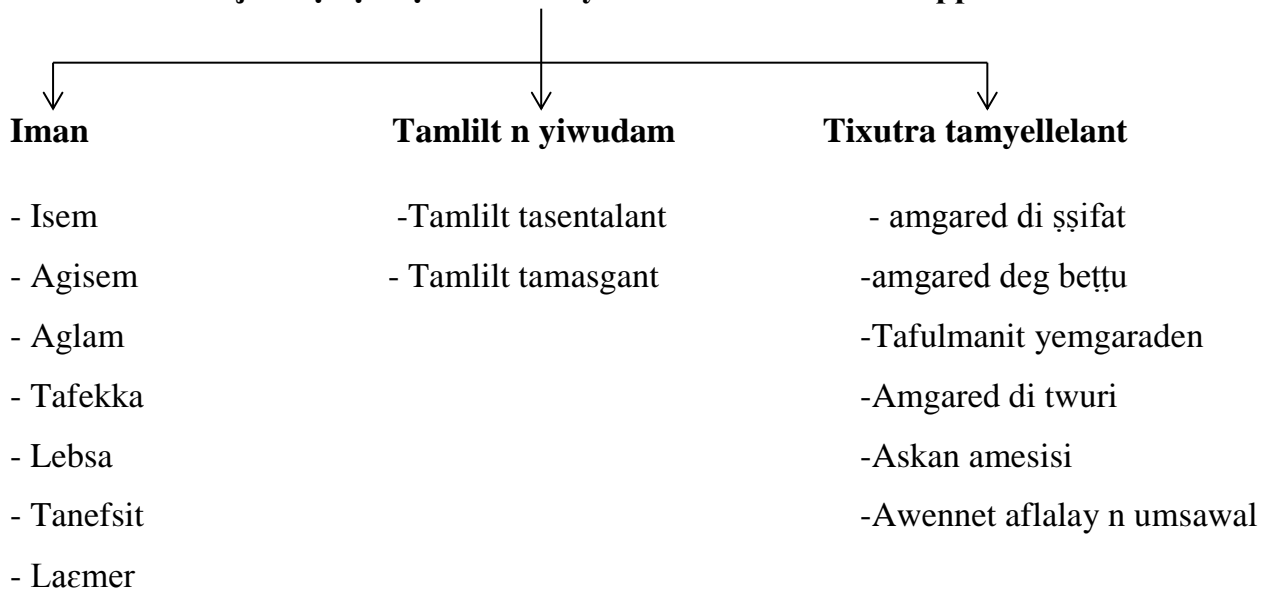 Iman Tamlilt n yiwudam Tixutra tamyellelant
- Isem -Tamlilt tasentalant - amgared di ṣṣifat
- Agisem - Tamlilt tamasgant -amgared deg beṭṭu
- Aglam -Tafulmanit yemgaraden
- Tafekka -Amgared di twuri
- Lebsa -Askan amesisi
- Tanefsit -Awennet aflalay n umsawal
- Laεmer